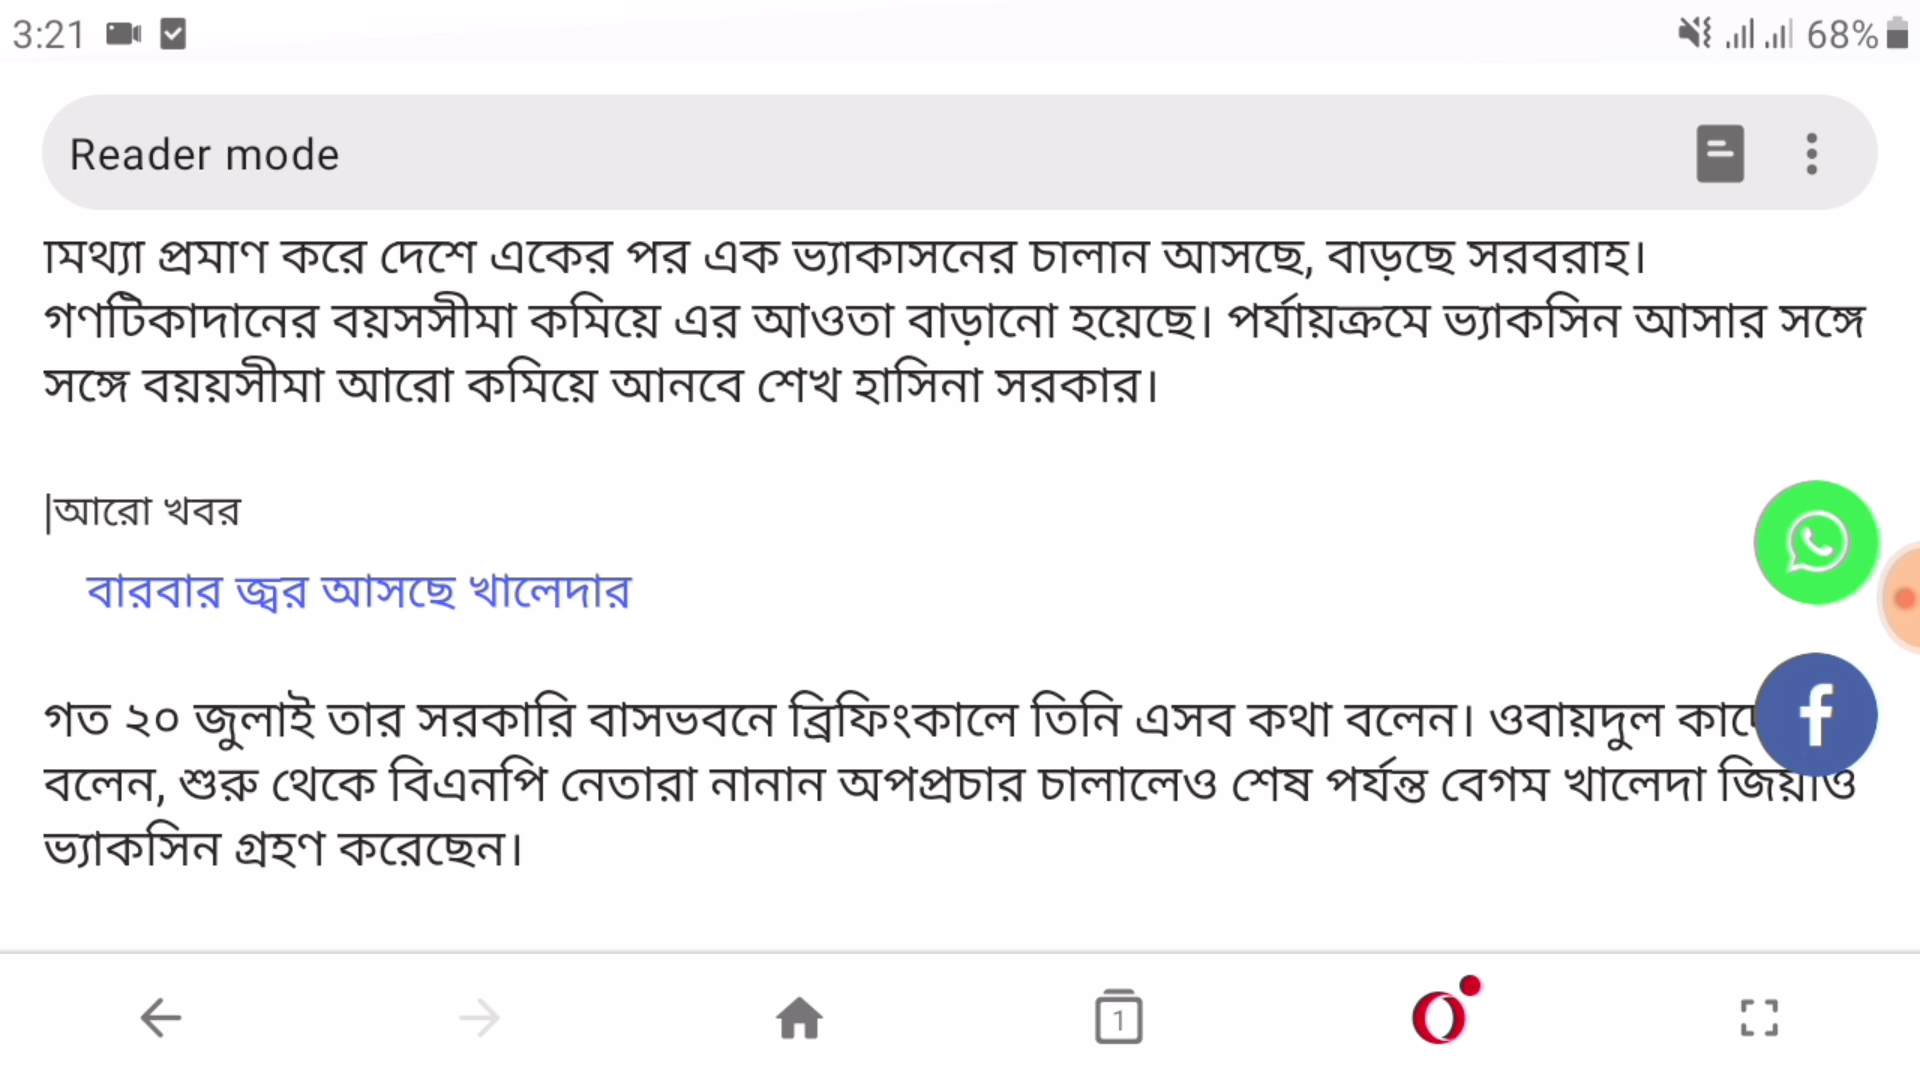 3:21
68%
Reader mode
মিথ্যা প্রমাণ করে দেশে একের পর এক ভ্যাকসিনের চালান আসছে, বাড়ছে সরবরাহ।
গণটিকাদানের বয়সসীমা কমিয়ে এর আওতা বাড়ানো হয়েছে। পর্যায়ক্রমে ভ্যাকসিন আসার সঙ্গে
সঙ্গে বয়য়সীমা আরো কমিয়ে আনবে শেখ হাসিনা সরকার।
|আরো খবর
বারবার জ্বর আসছে খালেদার
গত ২০ জুলাই তার সরকারি বাসভবনে ব্রিফিংকালে তিনি এসব কথা বলেন। ওবায়দুল
বলেন, শুরু থেকে বিএনপি নেতারা নানান অপপ্রচার চালালেও শেষ পর্যন্ত বেগম খালেদা জিয়াও
ভ্যাকসিন গ্রহণ করেছেন।
1